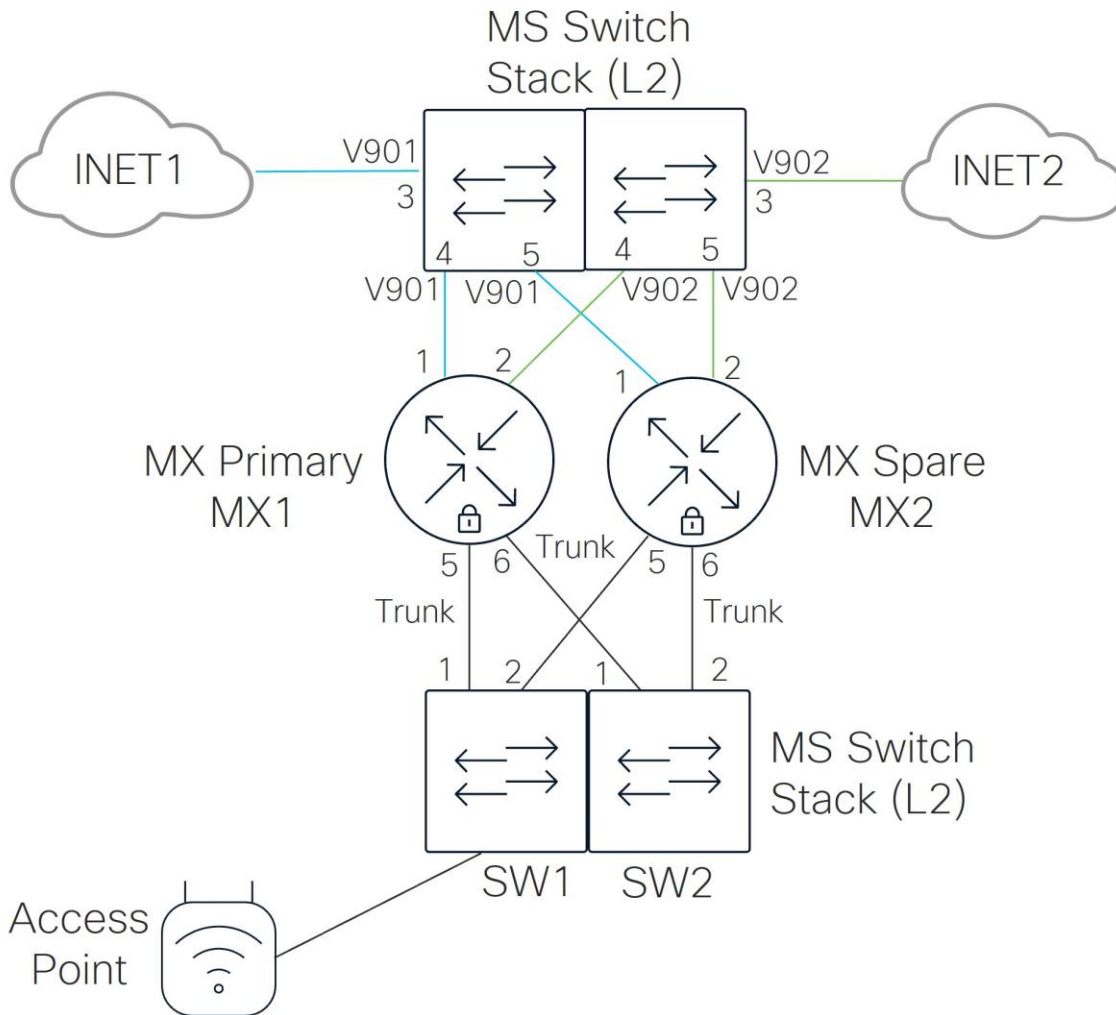 MS Switch
Stack (L2)
INET1
V901
3
V902
3
INET2
4
5
4
5
V901
V901
V902
V902
1
2
1
2
MX Primary
MX1
MX Spare
MX2
5
6
Trunk
5
6
Trunk
Trunk
1
2
1
2
MS Switch
Stack (L2)
SW1
SW2
Access
Point